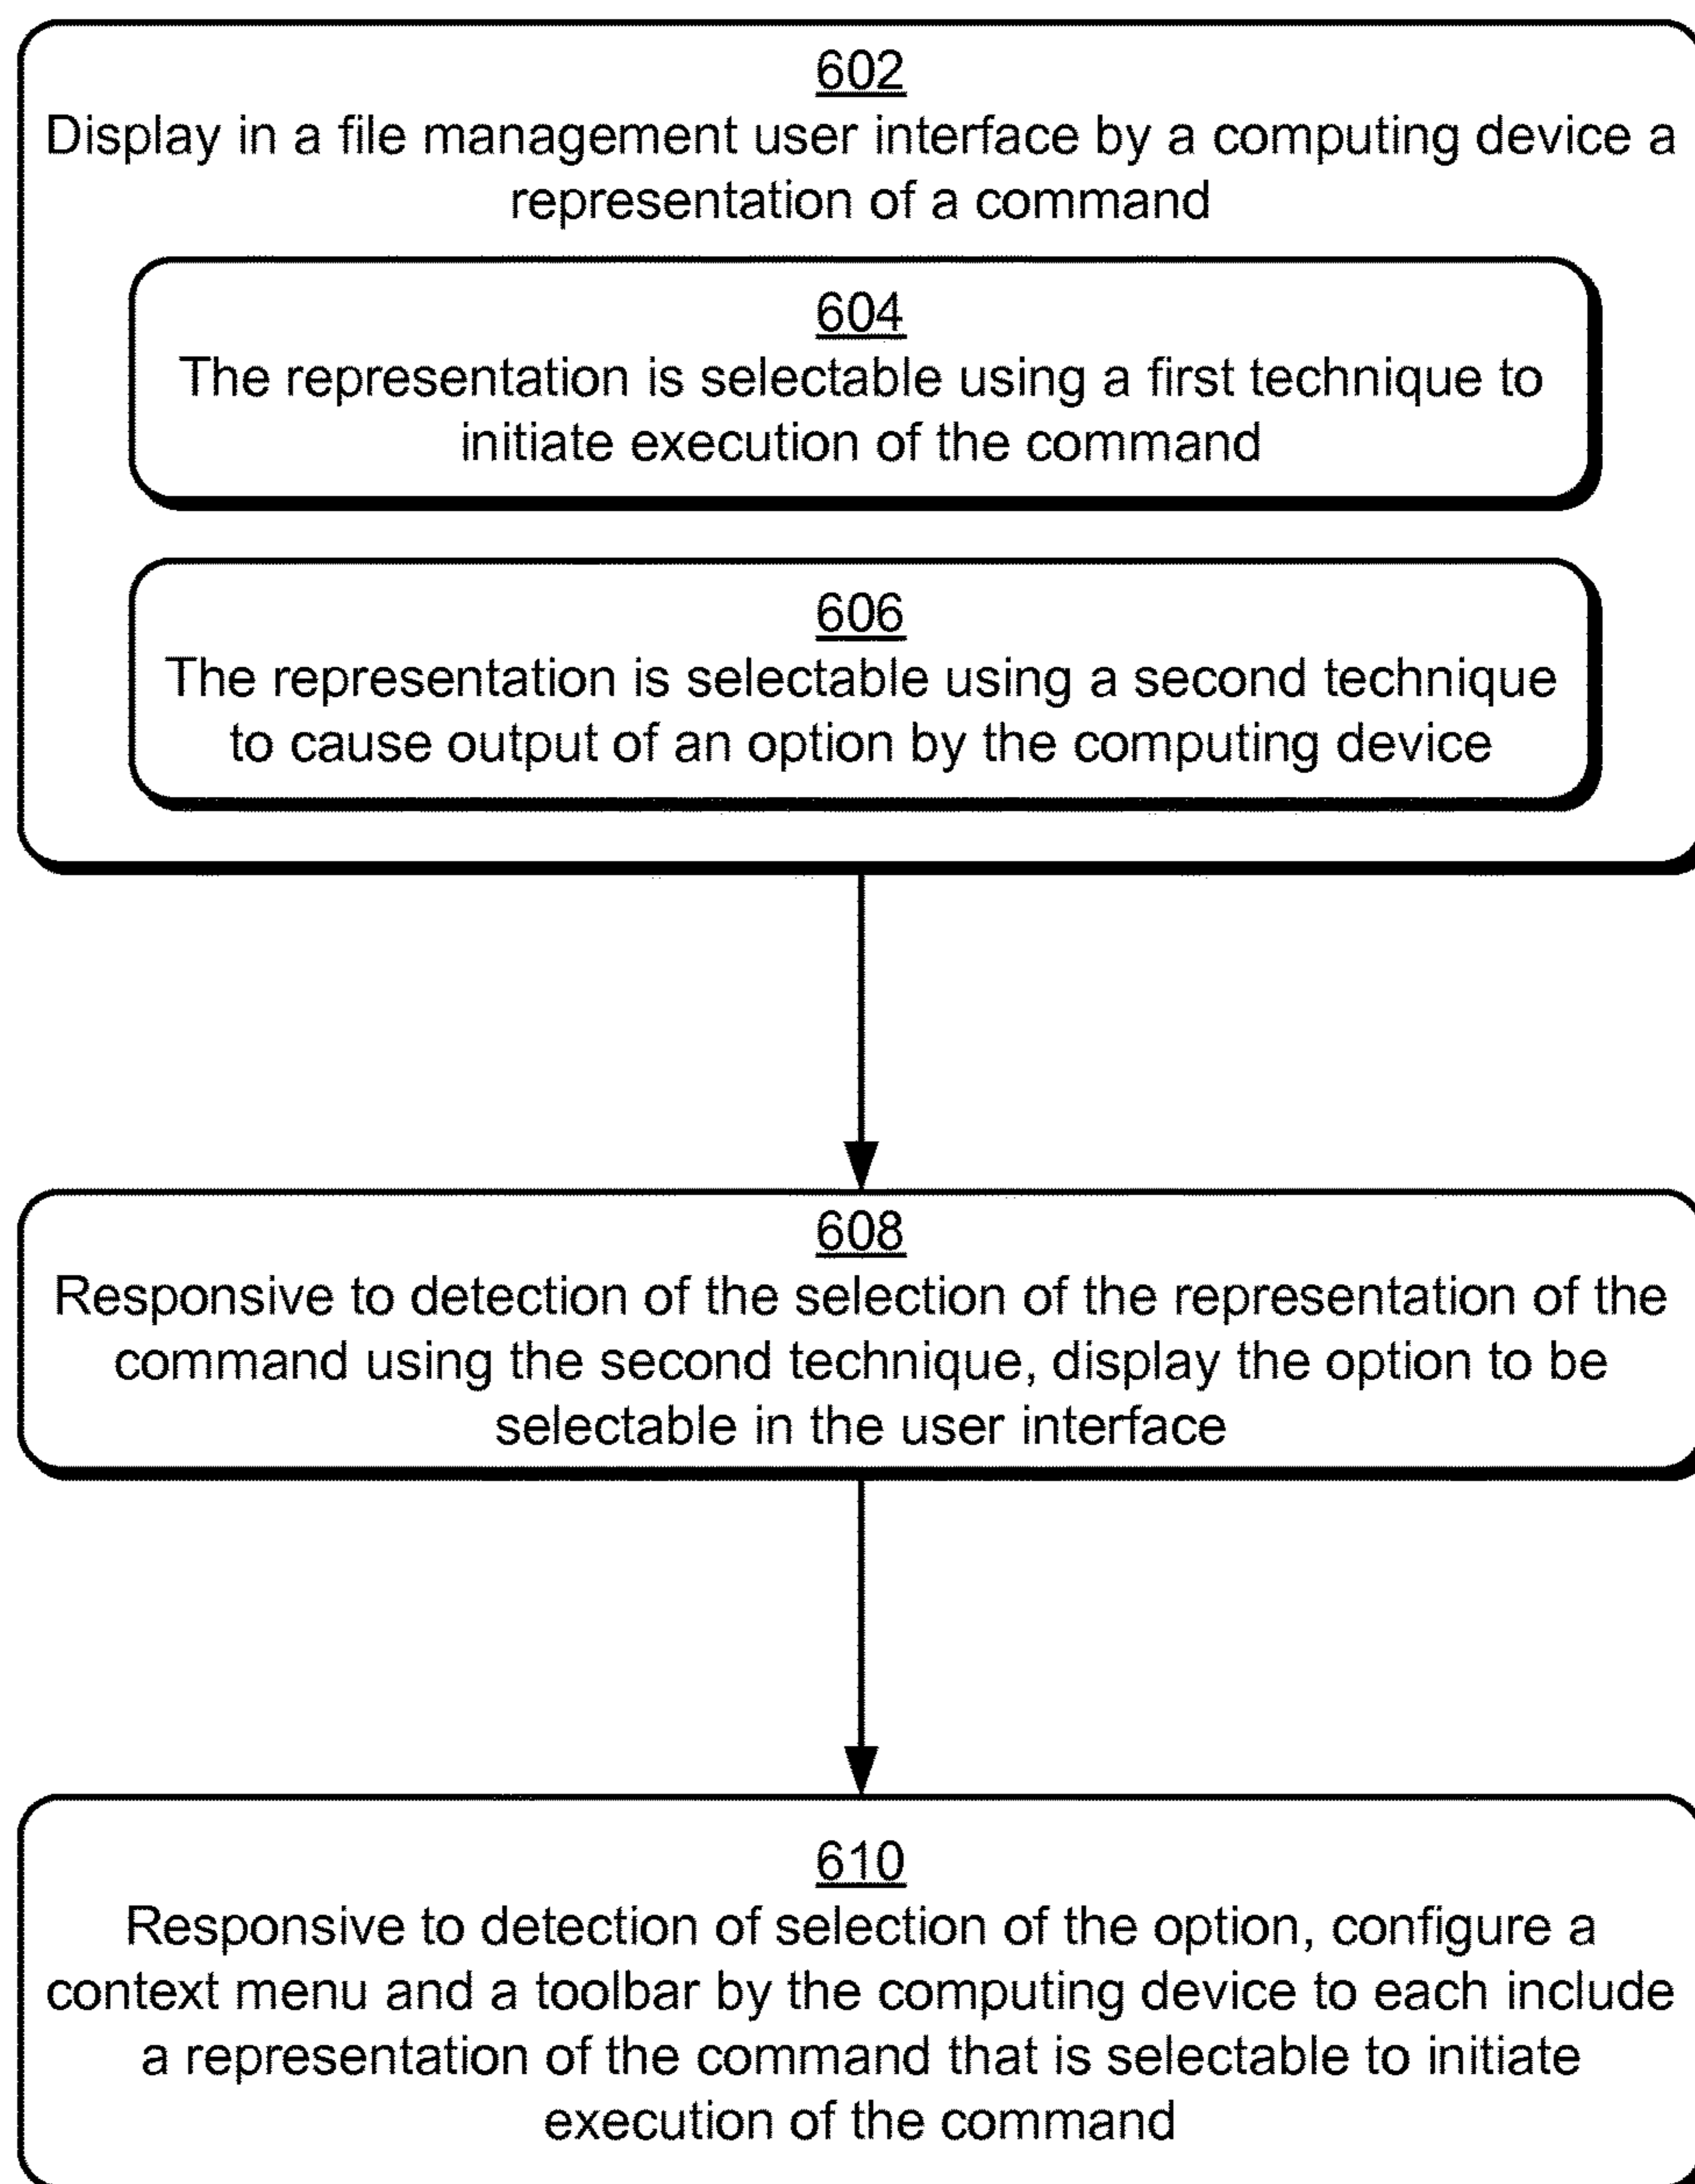 602
Display in a file management user interface by a computing device a
representation of a command
604
The representation is selectable using a first technique to
initiate execution of the command
606
The representation is selectable using a second technique
to cause output of an option by the computing device
608
Responsive to detection of the selection of the representation of the
command using the second technique, display the option to be
selectable in the user interface
610
Responsive to detection of selection of the option, configure a
context menu and a toolbar by the computing device to each include
a representation of the command that is selectable to initiate
execution of the command